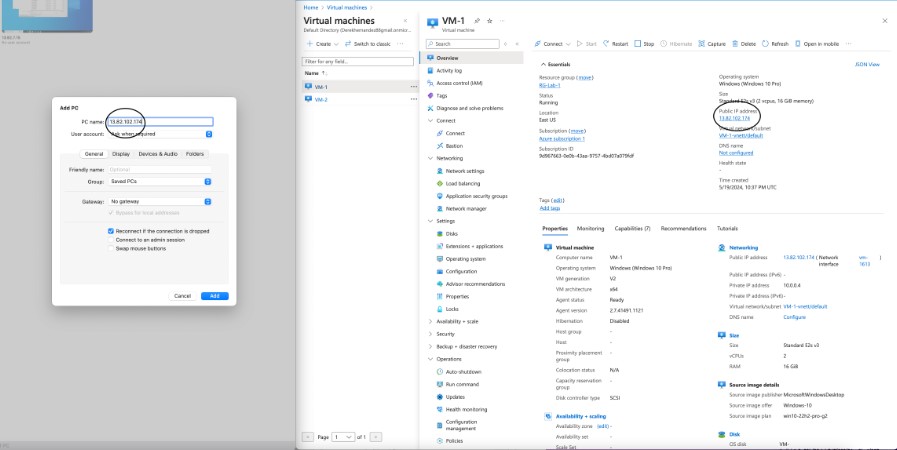 Add PC
PC name: 13.82.102.174
User account: Ask when required
General Display Devices & Audio Folders
Friendly name: Optional
Group: Saved PCs
Gateway: No gateway
Bypass for local addresses
Reconnect if the connection is dropped
Connect to an admin session
Swap mouse buttons
Cancel Add
Home > Virtual machines >
Virtual machines
+ Create Switch to classic ...
Filter for any field...
Name ↑↓
VM-1 ...
VM-2 ...
< Page 1 of 1 >
VM-1
Virtual machine
Search
Overview
Activity log
Access control (IAM)
Tags
Diagnose and solve problems
Connect
Connect
Bastion
Networking
Network settings
Load balancing
Application security groups
Network manager
Settings
Disks
Extensions + applications
Operating system
Configuration
Advisor recommendations
Properties
Locks
Availability + scale
Security
Backup + disaster recovery
Operations
Auto-shutdown
Run command
Updates
Health monitoring
Configuration
management
Policies
Connect Start Restart Stop Hibernate Capture Delete Refresh Open in mobile ...
Essentials JSON View
Resource group (move)
RG-Lab-1
Status
Running
Location
East US
Subscription (move)
Azure subscription 1
Subscription ID
Operating system
Windows (Windows 10 Pro)
Size
Standard E2s v3 (2 vcpus, 16 GiB memory)
Public IP address
13.82.102.174
Virtual network/subnet
VM-1-vnet/default
DNS name
Not configured
Health state
-
Time created
5/19/2024, 10:37 PM UTC
Tags (edit)
Add tags
Properties Monitoring Capabilities (7) Recommendations Tutorials
Virtual machine
Computer name VM-1
Operating system Windows (Windows 10 Pro)
VM generation V2
VM architecture x64
Agent status Ready
Agent version 2.7.41491.1121
Hibernation Disabled
Host group -
Host -
Proximity placement -
group
Colocation status N/A
Capacity reservation -
group
Disk controller type SCSI
Availability + scaling
Availability zone (edit) -
Availability set -
Scale Set -
Networking
Public IP address 13.82.102.174 ( Network interface vm-1613 )
Public IP address (IPv6) -
Private IP address 10.0.0.4
Private IP address (IPv6) -
Virtual network/subnet VM-1-vnet/default
DNS name Configure
Size
Size Standard E2s v3
vCPUs 2
RAM 16 GiB
Source image details
Source image publisher MicrosoftWindowsDesktop
Source image offer Windows-10
Source image plan win10-22h2-pro-g2
Disk
OS disk VM-